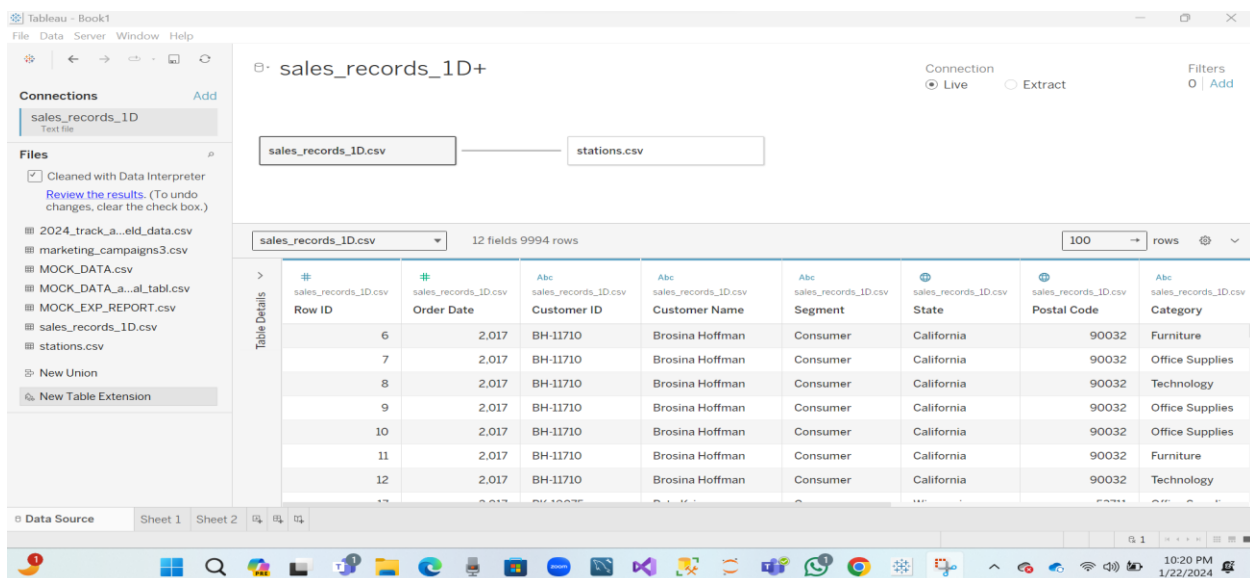 Tableau - Book1
File Data Server Window Help
Connections Add
sales_records_1D
Text file
Files
Cleaned with Data Interpreter
Review the results. (To undo
changes, clear the check box.)
2024_track_a...eld_data.csv
marketing_campaigns3.csv
MOCK_DATA.csv
MOCK_DATA_a...al_tabl.csv
MOCK_EXP_REPORT.csv
sales_records_1D.csv
stations.csv
New Union
New Table Extension
sales_records_1D+
Connection
Live Extract
Filters
0 Add
sales_records_1D.csv stations.csv
sales_records_1D.csv 12 fields 9994 rows 100 → rows
Table Details
# # Abc Abc Abc Abc
sales_records_1D.csv sales_records_1D.csv sales_records_1D.csv sales_records_1D.csv sales_records_1D.csv sales_records_1D.csv sales_records_1D.csv sales_records_1D.csv
Row ID Order Date Customer ID Customer Name Segment State Postal Code Category
6 2,017 BH-11710 Brosina Hoffman Consumer California 90032 Furniture
7 2,017 BH-11710 Brosina Hoffman Consumer California 90032 Office Supplies
8 2,017 BH-11710 Brosina Hoffman Consumer California 90032 Technology
9 2,017 BH-11710 Brosina Hoffman Consumer California 90032 Office Supplies
10 2,017 BH-11710 Brosina Hoffman Consumer California 90032 Office Supplies
11 2,017 BH-11710 Brosina Hoffman Consumer California 90032 Furniture
12 2,017 BH-11710 Brosina Hoffman Consumer California 90032 Technology
Data Source Sheet 1 Sheet 2
1
1 PRE zoom
10:20 PM
1/22/2024